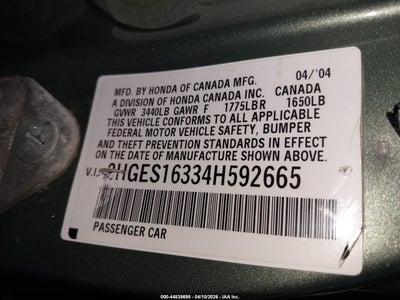 MFD. BY HONDA OF CANADA MFG. 04/'04
A DIVISION OF HONDA CANADA INC. CANADA
GVWR 3440LB GAWR F 1775LB R 1650LB
THIS VEHICLE CONFORMS TO ALL APPLICABLE
FEDERAL MOTOR VEHICLE SAFETY, BUMPER
AND THEFT PREVENTION STANDARDS IN EFFECT
ON THE DATE OF MANUFACTURE SHOWN ABOVE
2HGES16334H592665
PASSENGER CAR
000-44838698 - 04/10/2026 - IAA Inc.